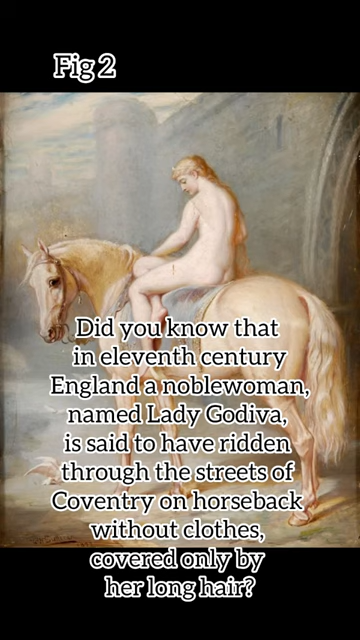 Fig 2
Did you know that
in eleventh century
England a noblewoman,
named Lady Godiva,
is said to have ridden
through the streets of
Coventry on horseback
without clothes,
covered only by
her long hair?